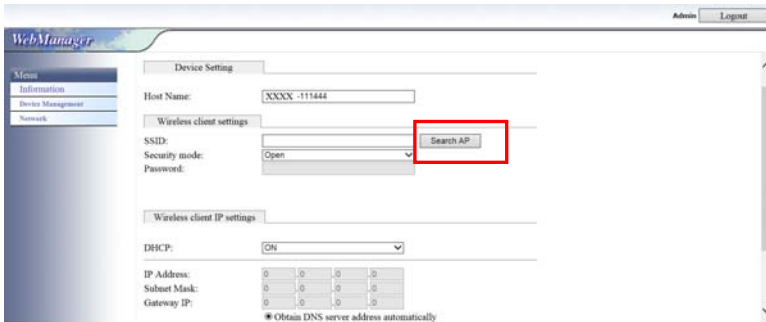 Admin Logout
WebManager
Menu
Information
Device Management
Network
Device Setting
Host Name: XXXX -111444
Wireless client settings
SSID: Search AP
Security mode: Open
Password:
Wireless client IP settings
DHCP: ON
IP Address: 0 .0 .0 .0
Subnet Mask: 0 .0 .0 .0
Gateway IP: 0 .0 .0 .0
Obtain DNS server address automatically